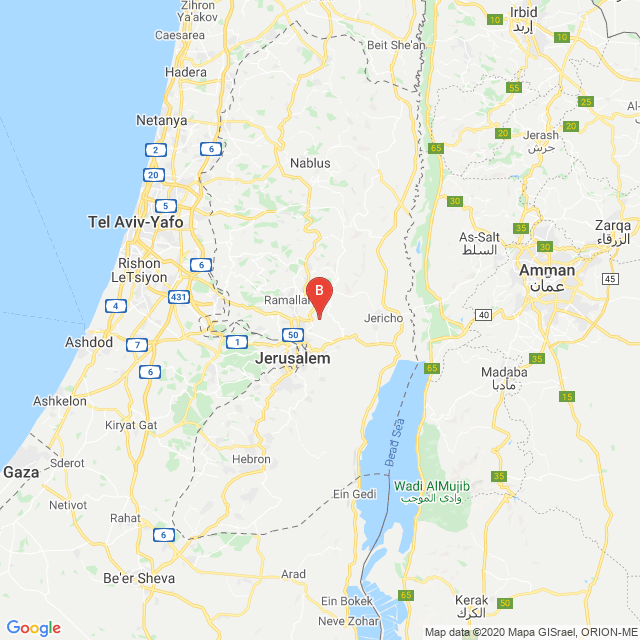 Zihron
Ya'akov
Caesarea
Hadera
Netanya
2
20
6
5
Tel Aviv-Yafo
Rishon
LeTsiyon
6
431
4
Ashdod
7
1
6
Ashkelon
Kiryat Gat
Gaza
Sderot
Netivot
Rahat
6
Be'er Sheva
Arad
Hebron
Jerusalem
50
Ramallah
B
Nablus
Beit She'an
Jericho
Dead Sea
Ein Gedi
Ein Bokek
Neve Zohar
Irbid
إربد
10
10
55
25
20
20
Jerash
جرش
65
30
35
30
As-Salt
السلط
Zarqa
الزرقاء
Amman
عمان
45
40
35
65
Madaba
مادبا
15
Wadi AlMujib
وادي الموجب
35
65
50
Kerak
الكرك
Google
Map data ©2020 Mapa GISrael, ORION-ME